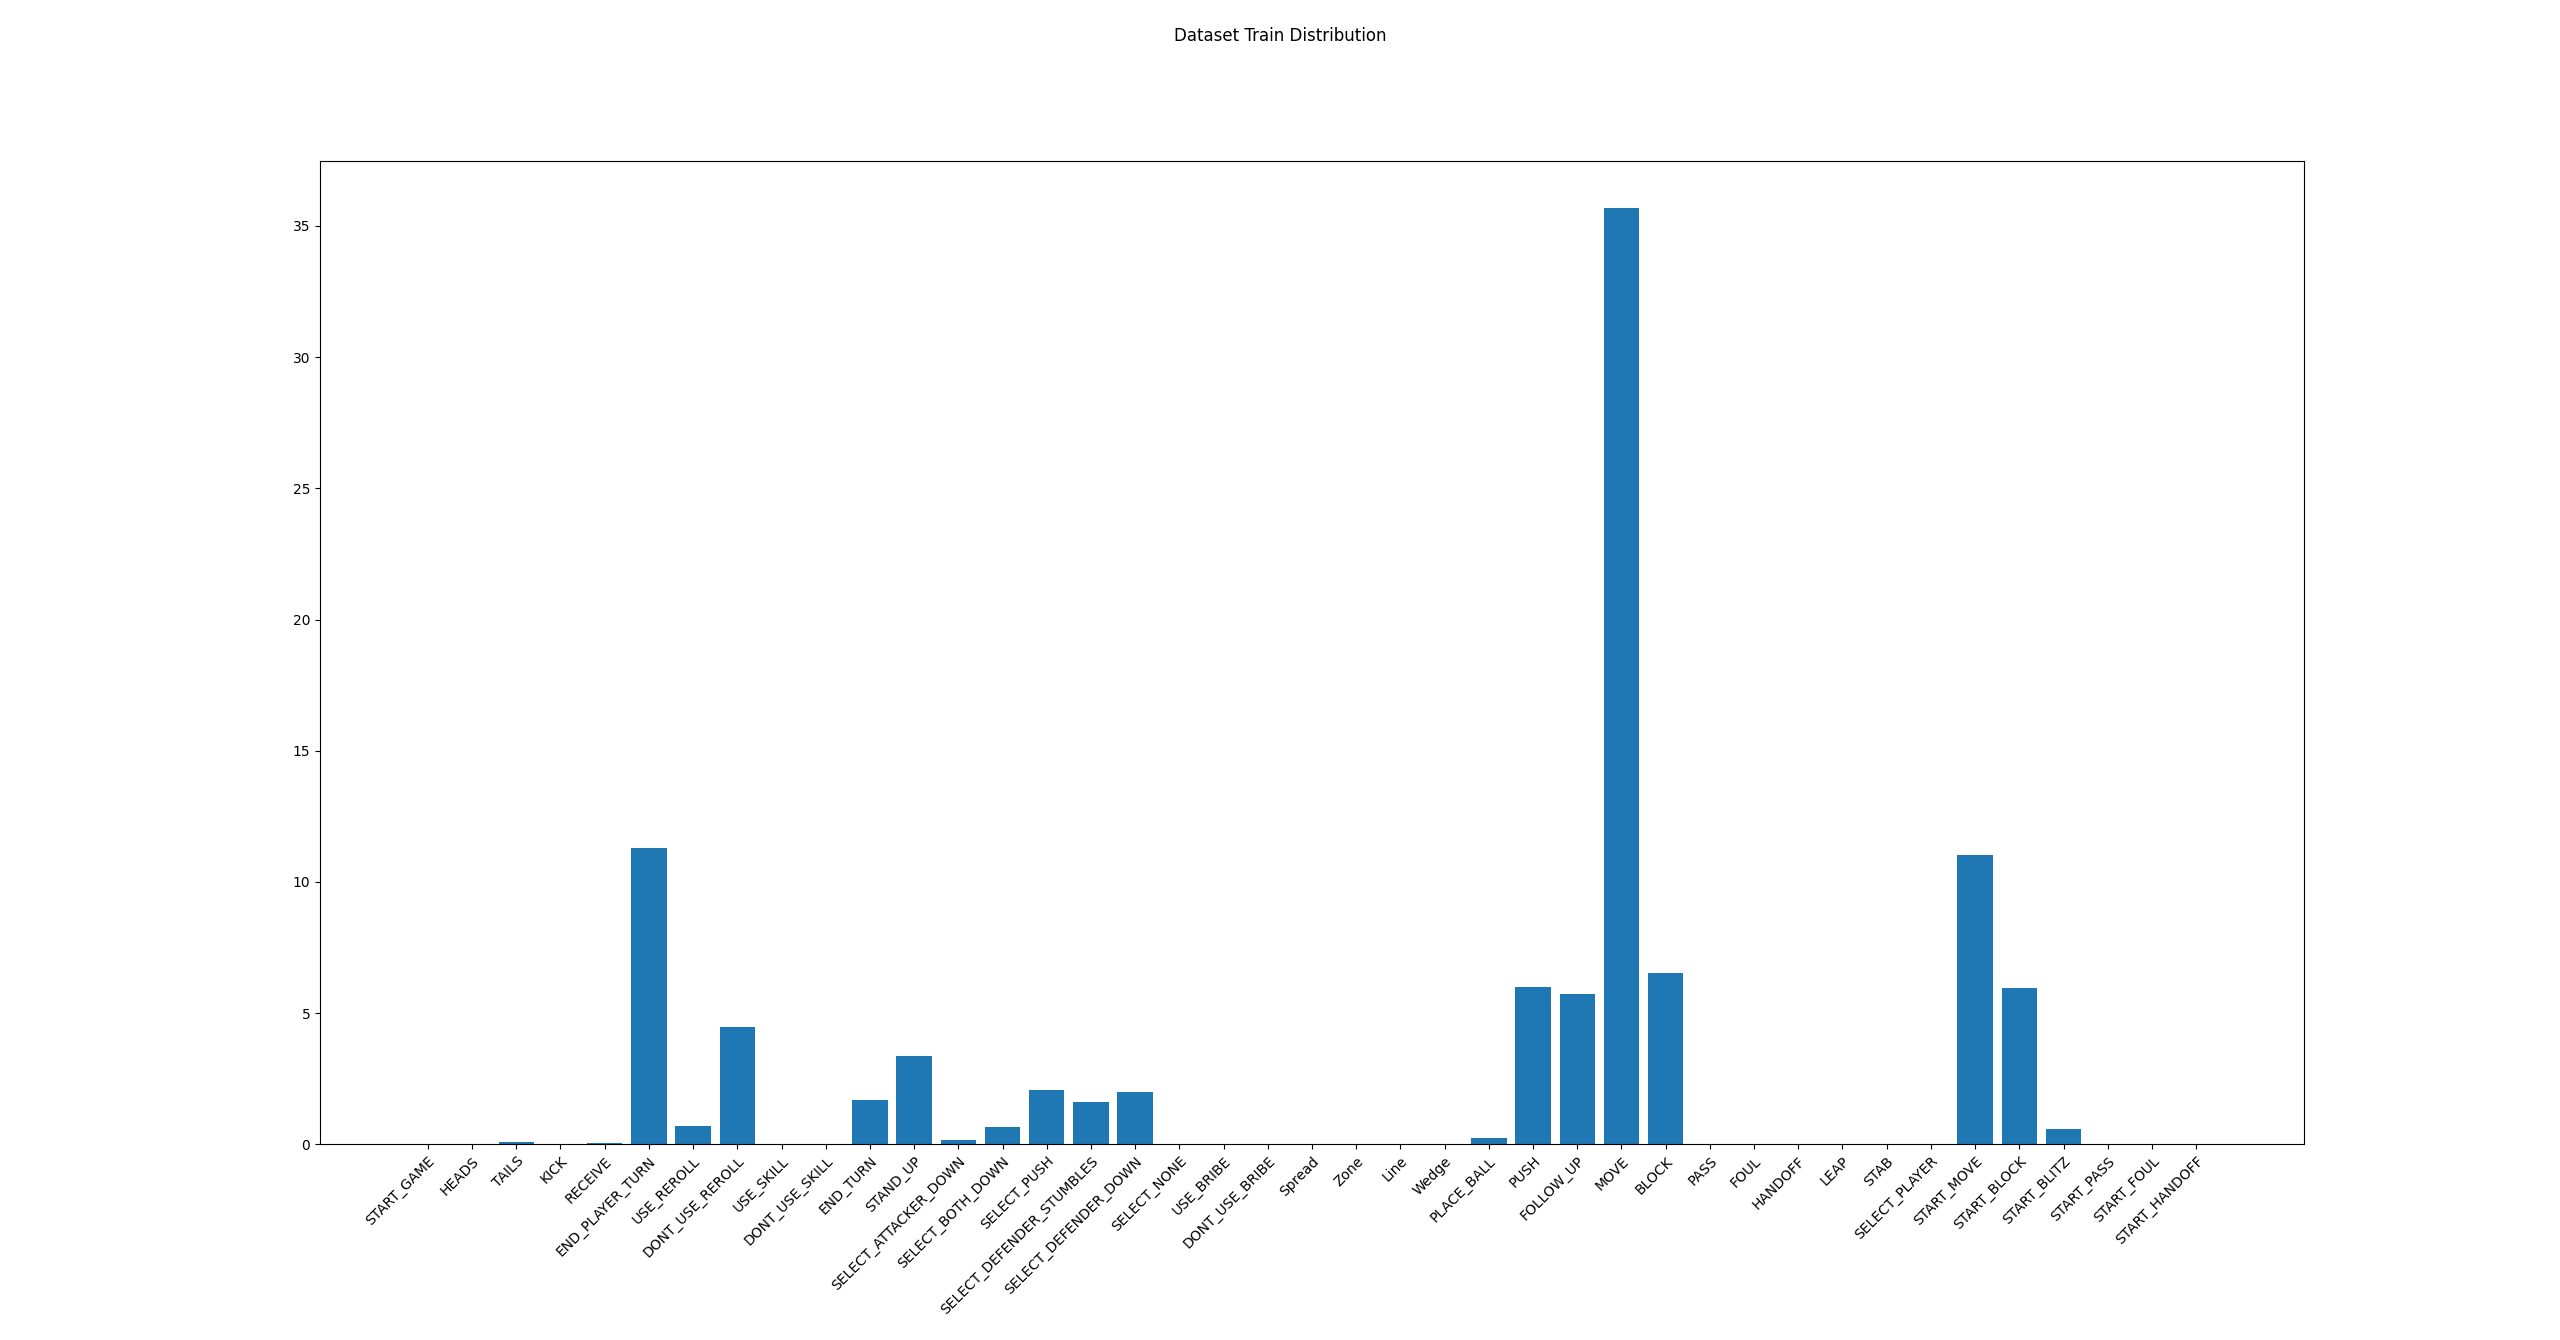 Dataset Train Distribution
35
30
25
20
15
10
5
0
START_GAME
HEADS
TAILS
KICK
RECEIVE
END_PLAYER_TURN
USE_REROLL
DONT_USE_REROLL
USE_SKILL
DONT_USE_SKILL
END_TURN
STAND_UP
SELECT_ATTACKER_DOWN
SELECT_BOTH_DOWN
SELECT_PUSH
SELECT_DEFENDER_STUMBLES
SELECT_DEFENDER_DOWN
SELECT_NONE
USE_BRIBE
DONT_USE_BRIBE
Spread
Zone
Line
Wedge
PLACE_BALL
PUSH
FOLLOW_UP
MOVE
BLOCK
PASS
FOUL
HANDOFF
LEAP
STAB
SELECT_PLAYER
START_MOVE
START_BLOCK
START_BLITZ
START_PASS
START_FOUL
START_HANDOFF